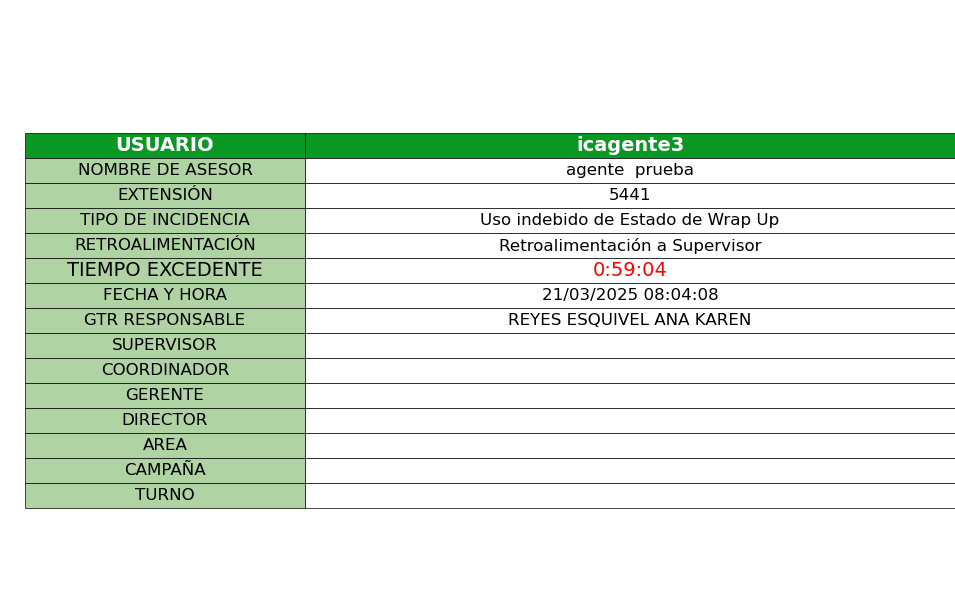 USUARIO icagente3
NOMBRE DE ASESOR agente  prueba
EXTENSIÓN 5441
TIPO DE INCIDENCIA Uso indebido de Estado de Wrap Up
RETROALIMENTACIÓN Retroalimentación a Supervisor
TIEMPO EXCEDENTE 0:59:04
FECHA Y HORA 21/03/2025 08:04:08
GTR RESPONSABLE REYES ESQUIVEL ANA KAREN
SUPERVISOR
COORDINADOR
GERENTE
DIRECTOR
AREA
CAMPAÑA
TURNO